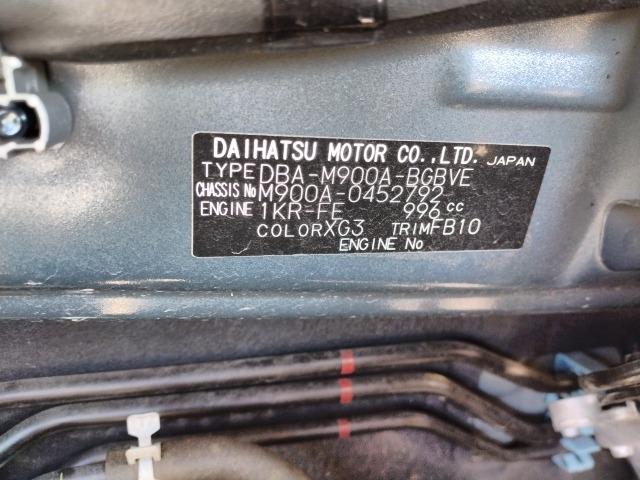 DAIHATSU MOTOR CO.,LTD. JAPAN
TYPE DBA-M900A-BGBVE
CHASSIS No M900A-0452792
ENGINE 1KR-FE 996 cc
COLOR XG3 TRIM FB10
ENGINE No